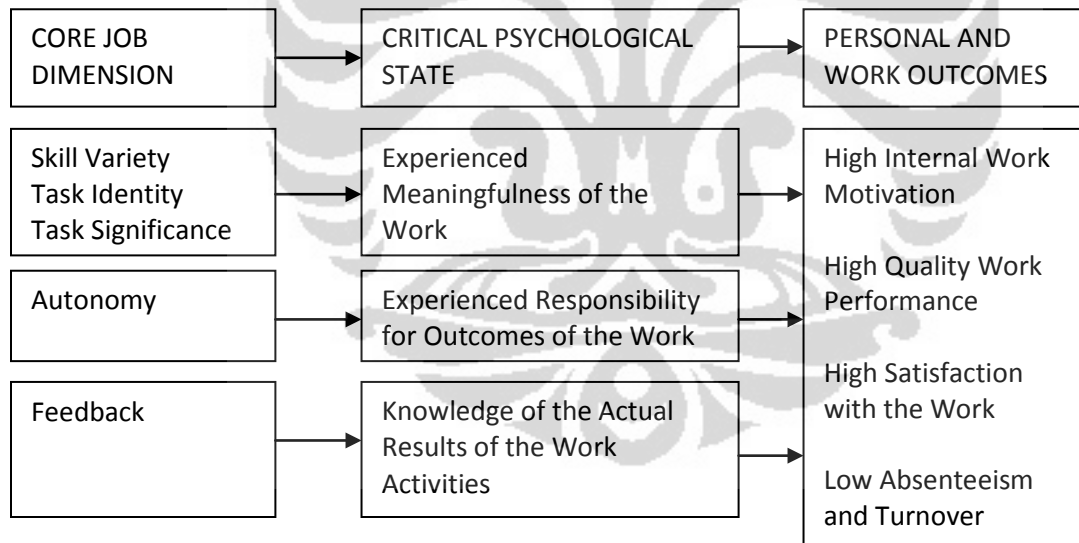 CORE JOB
DIMENSION
CRITICAL PSYCHOLOGICAL
STATE
PERSONAL AND
WORK OUTCOMES
Skill Variety
Task Identity
Task Significance
Experienced
Meaningfulness of the
Work
Autonomy
Experienced Responsibility
for Outcomes of the Work
Feedback
Knowledge of the Actual
Results of the Work
Activities
High Internal Work
Motivation
High Quality Work
Performance
High Satisfaction
with the Work
Low Absenteeism
and Turnover